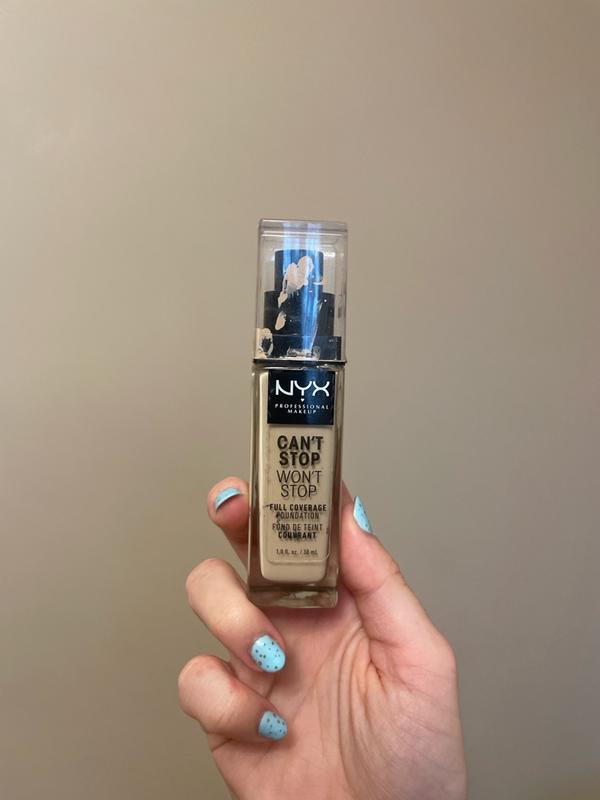 NYX
PROFESSIONAL
MAKEUP
CAN'T
STOP
WON'T
STOP
FULL COVERAGE
FOUNDATION
FOND DE TEINT
COUVRANT
1.0 fl. oz. / 30 mL